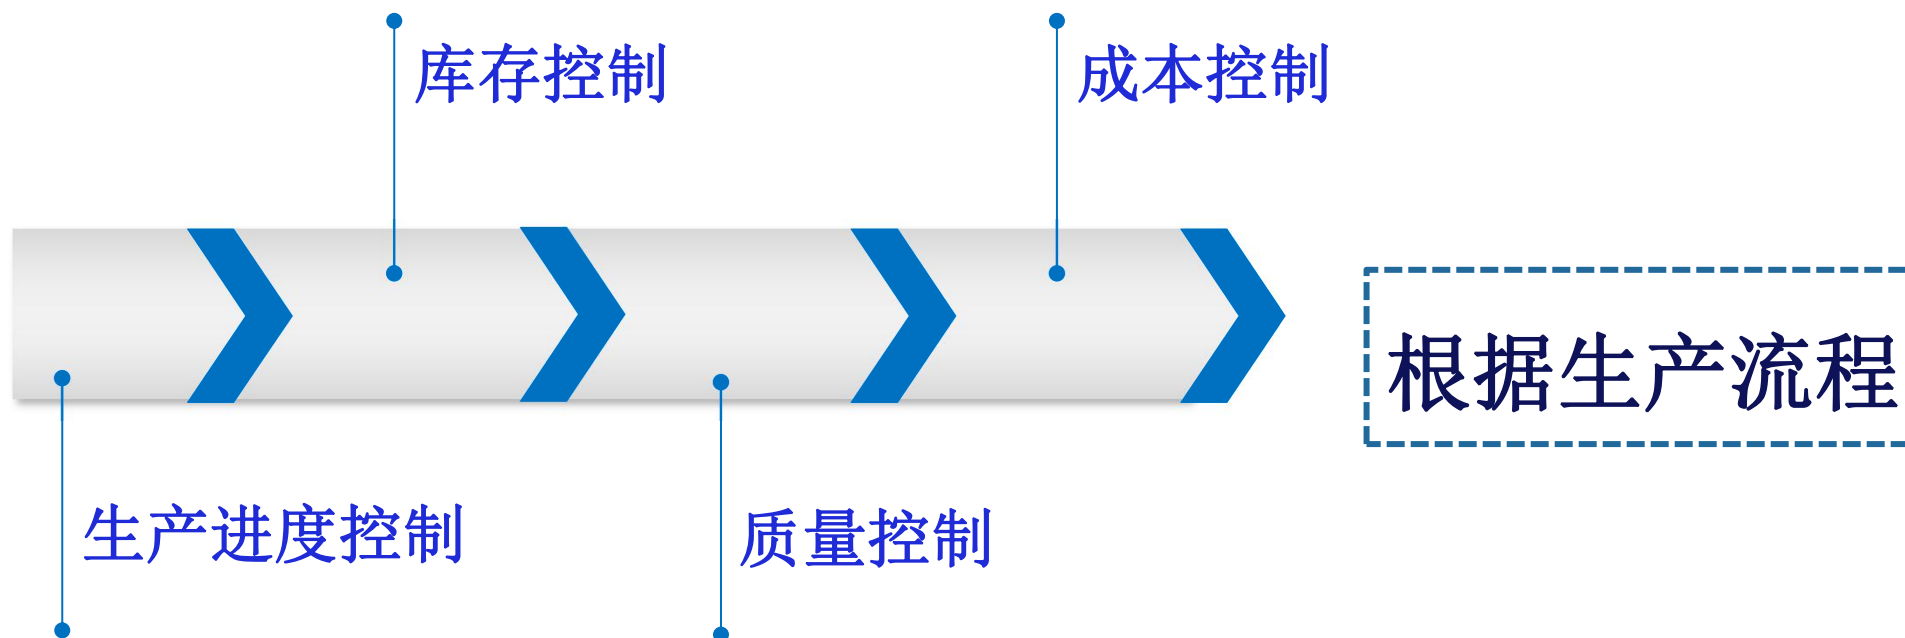 库存控制
成本控制
根据生产流程
生产进度控制
质量控制